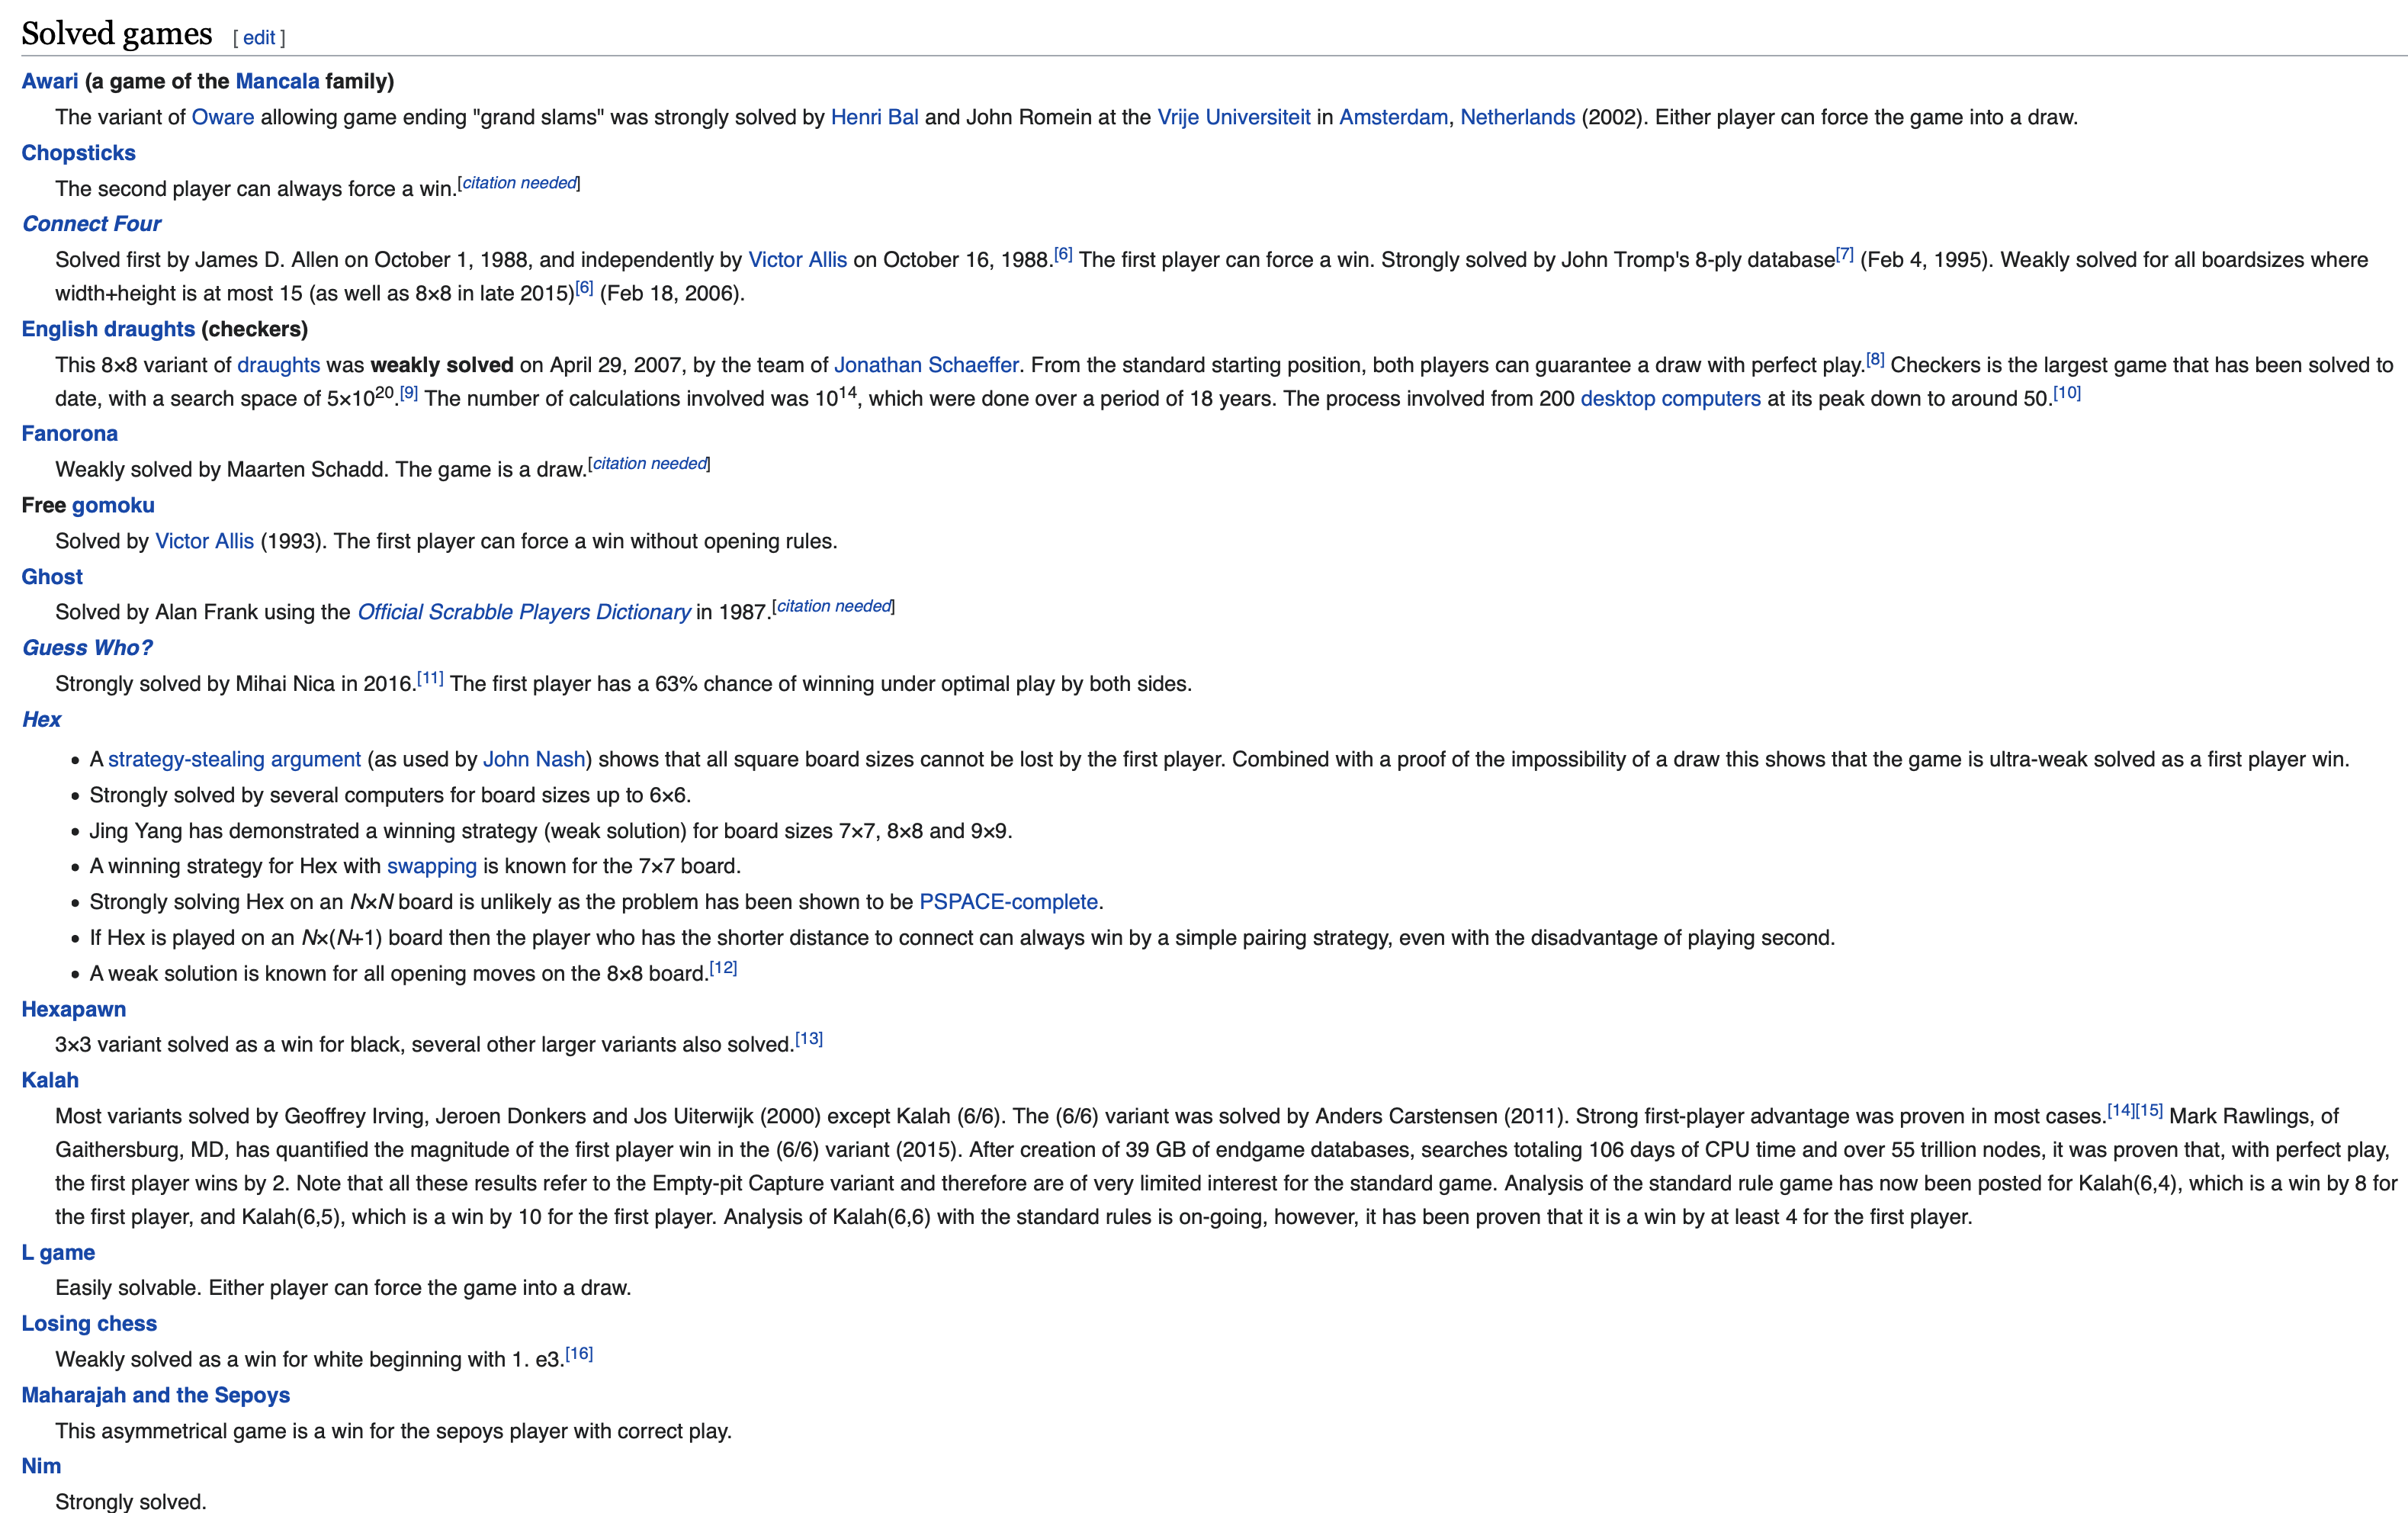 Solved games [ edit ]
Awari (a game of the Mancala family)
The variant of Oware allowing game ending "grand slams" was strongly solved by Henri Bal and John Romein at the Vrije Universiteit in Amsterdam, Netherlands (2002). Either player can force the game into a draw.
Chopsticks
The second player can always force a win.[citation needed]
Connect Four
Solved first by James D. Allen on October 1, 1988, and independently by Victor Allis on October 16, 1988.[6] The first player can force a win. Strongly solved by John Tromp's 8-ply database[7] (Feb 4, 1995). Weakly solved for all boardsizes where
width+height is at most 15 (as well as 8×8 in late 2015)[6] (Feb 18, 2006).
English draughts (checkers)
This 8×8 variant of draughts was weakly solved on April 29, 2007, by the team of Jonathan Schaeffer. From the standard starting position, both players can guarantee a draw with perfect play.[8] Checkers is the largest game that has been solved to
date, with a search space of 5×10²⁰.[9] The number of calculations involved was 10¹⁴, which were done over a period of 18 years. The process involved from 200 desktop computers at its peak down to around 50.[10]
Fanorona
Weakly solved by Maarten Schadd. The game is a draw.[citation needed]
Free gomoku
Solved by Victor Allis (1993). The first player can force a win without opening rules.
Ghost
Solved by Alan Frank using the Official Scrabble Players Dictionary in 1987.[citation needed]
Guess Who?
Strongly solved by Mihai Nica in 2016.[11] The first player has a 63% chance of winning under optimal play by both sides.
Hex
• A strategy-stealing argument (as used by John Nash) shows that all square board sizes cannot be lost by the first player. Combined with a proof of the impossibility of a draw this shows that the game is ultra-weak solved as a first player win.
• Strongly solved by several computers for board sizes up to 6×6.
• Jing Yang has demonstrated a winning strategy (weak solution) for board sizes 7×7, 8×8 and 9×9.
• A winning strategy for Hex with swapping is known for the 7×7 board.
• Strongly solving Hex on an N×N board is unlikely as the problem has been shown to be PSPACE-complete.
• If Hex is played on an N×(N+1) board then the player who has the shorter distance to connect can always win by a simple pairing strategy, even with the disadvantage of playing second.
• A weak solution is known for all opening moves on the 8×8 board.[12]
Hexapawn
3×3 variant solved as a win for black, several other larger variants also solved.[13]
Kalah
Most variants solved by Geoffrey Irving, Jeroen Donkers and Jos Uiterwijk (2000) except Kalah (6/6). The (6/6) variant was solved by Anders Carstensen (2011). Strong first-player advantage was proven in most cases.[14][15] Mark Rawlings, of
Gaithersburg, MD, has quantified the magnitude of the first player win in the (6/6) variant (2015). After creation of 39 GB of endgame databases, searches totaling 106 days of CPU time and over 55 trillion nodes, it was proven that, with perfect play,
the first player wins by 2. Note that all these results refer to the Empty-pit Capture variant and therefore are of very limited interest for the standard game. Analysis of the standard rule game has now been posted for Kalah(6,4), which is a win by 8 for
the first player, and Kalah(6,5), which is a win by 10 for the first player. Analysis of Kalah(6,6) with the standard rules is on-going, however, it has been proven that it is a win by at least 4 for the first player.
L game
Easily solvable. Either player can force the game into a draw.
Losing chess
Weakly solved as a win for white beginning with 1. e3.[16]
Maharajah and the Sepoys
This asymmetrical game is a win for the sepoys player with correct play.
Nim
Strongly solved.